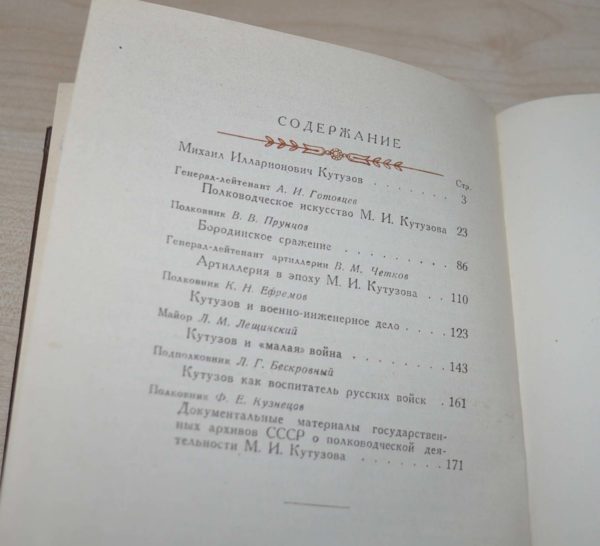 СОДЕРЖАНИЕ
Стр.
Михаил Илларионович Кутузов . . . . . . . 3
Генерал-лейтенант А. И. Готовцев
Полководческое искусство М. И. Кутузова 23
Полковник В. В. Прунцов
Бородинское сражение . . . . . . . . 86
Генерал-лейтенант артиллерии В. М. Четков
Артиллерия в эпоху М. И. Кутузова . . 110
Полковник К. Н. Ефремов
Кутузов и военно-инженерное дело . . . . 123
Майор Л. М. Лещинский
Кутузов и «малая» война . . . . . . . 143
Подполковник Л. Г. Бескровный
Кутузов как воспитатель русских войск . 161
Полковник Ф. Е. Кузнецов
Документальные материалы государствен-
ных архивов СССР о полководческой дея-
тельности М. И. Кутузова . . . . . . . 171